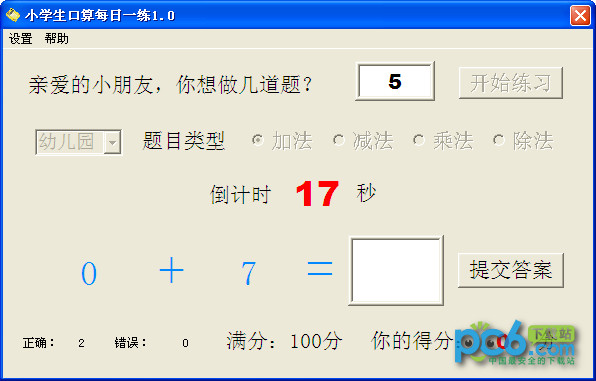 小学生口算每日一练1.0
设置 帮助
亲爱的小朋友，你想做几道题？ 5 开始练习
幼儿园 题目类型 加法 减法 乘法 除法
倒计时 17 秒
0 + 7 = 提交答案
正确： 2 错误： 0 满分：100分 你的得分：
pc6.com 下载站
中国最安全的下载站